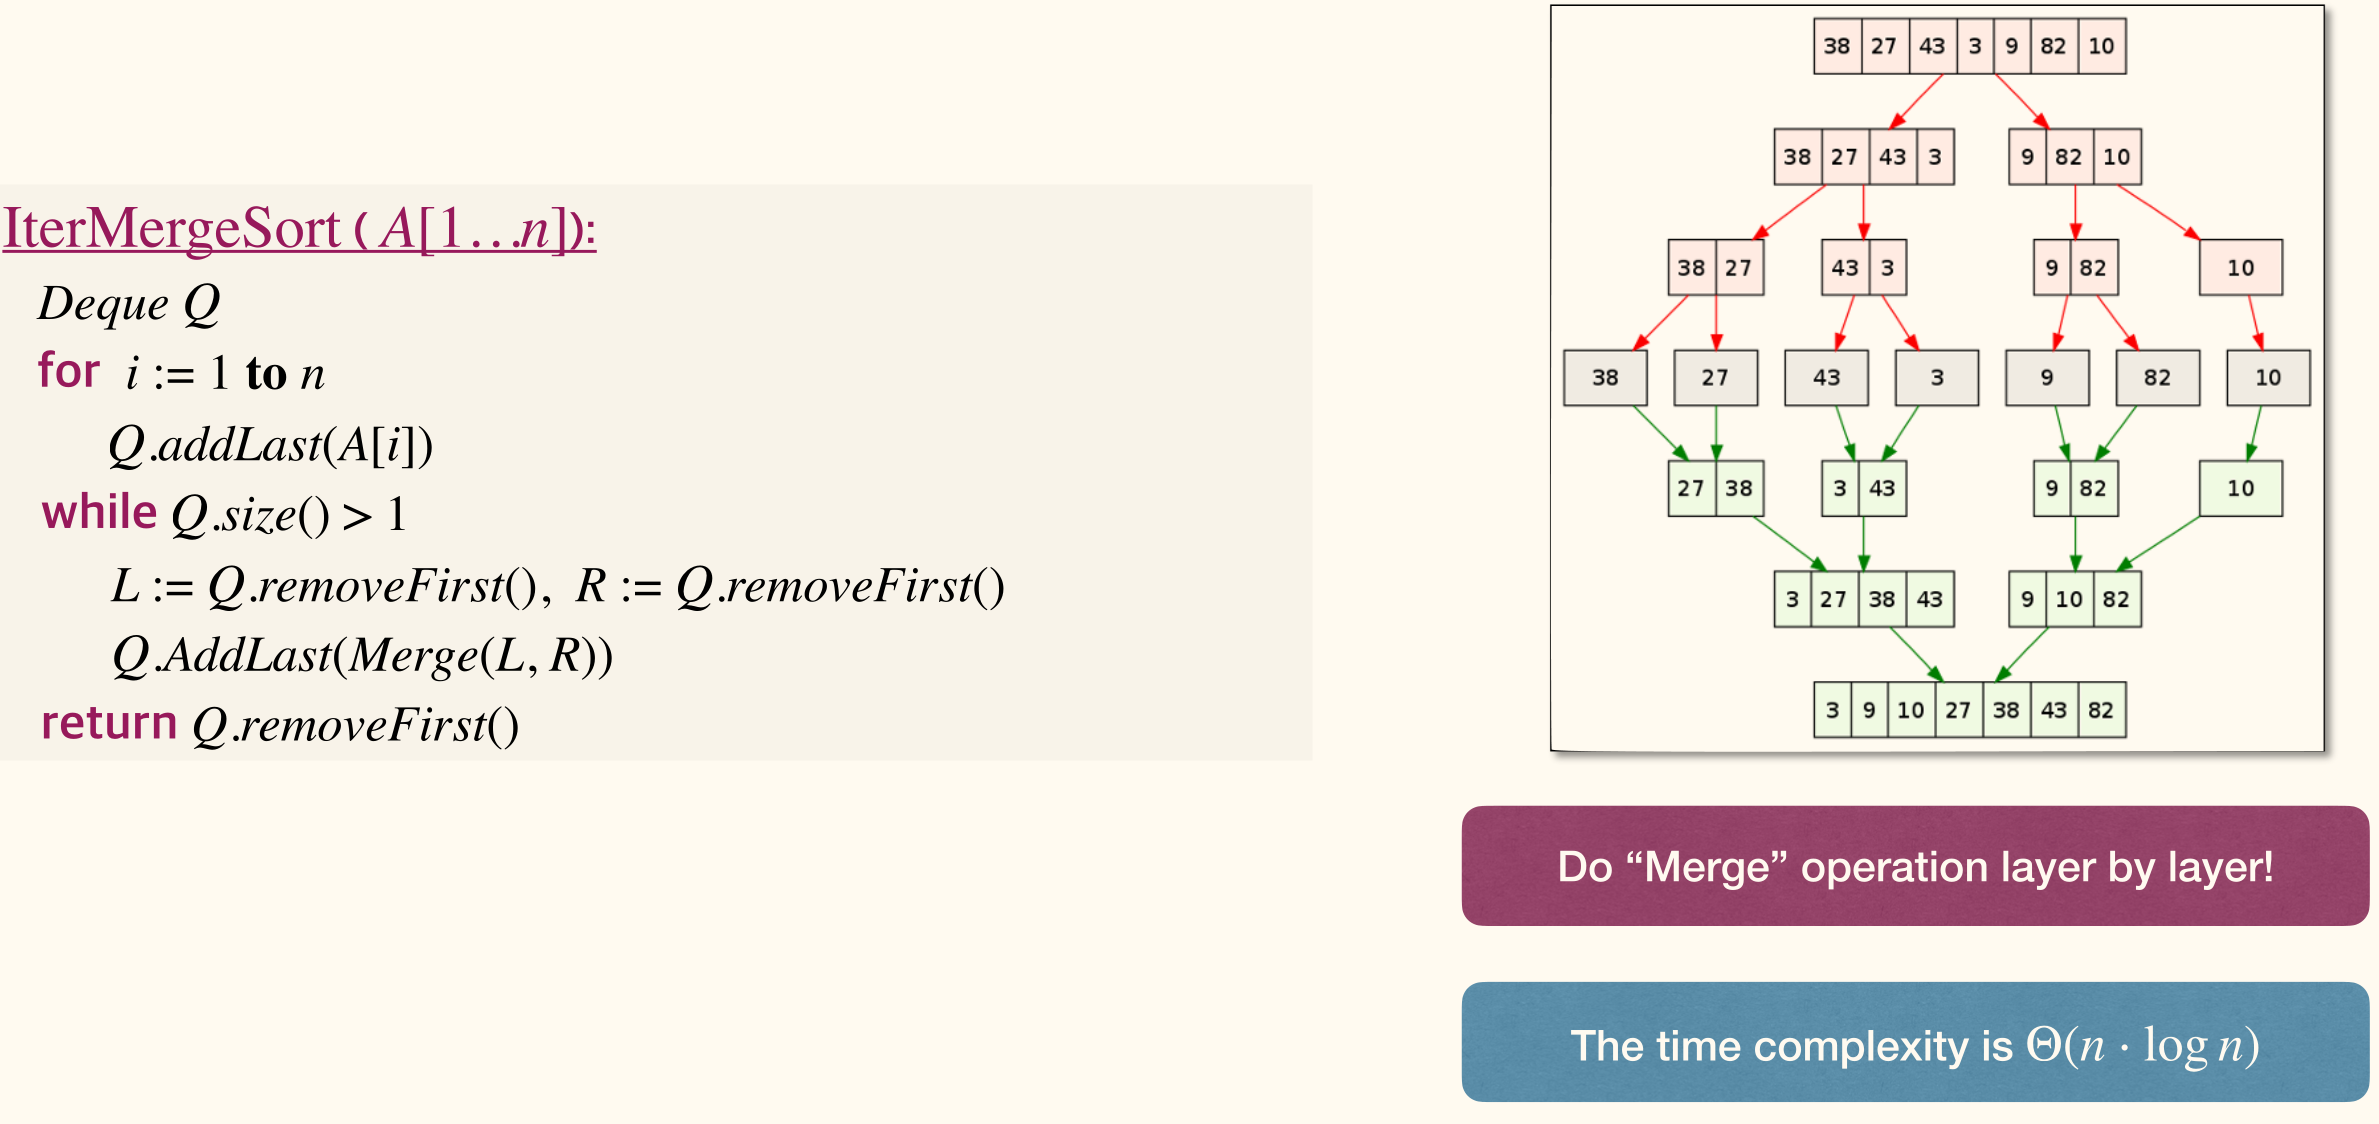 IterMergeSort(A[1…n]):
Deque Q
for i := 1 to n
Q.addLast(A[i])
while Q.size() > 1
L := Q.removeFirst(), R := Q.removeFirst()
Q.AddLast(Merge(L, R))
return Q.removeFirst()
38 27 43 3 9 82 10
38 27 43 3 9 82 10
38 27 43 3 9 82 10
38 27 43 3 9 82 10
27 38 3 43 9 82 10
3 27 38 43 9 10 82
3 9 10 27 38 43 82
Do “Merge” operation layer by layer!
The time complexity is Θ(n · log n)